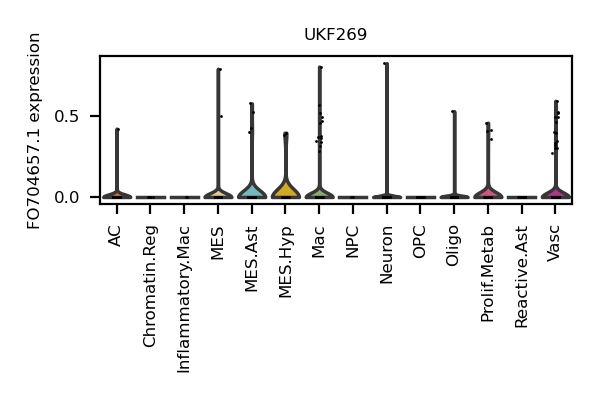 UKF269
FO704657.1 expression
0.5
0.0
AC
Chromatin.Reg
Inflammatory.Mac
MES
MES.Ast
MES.Hyp
Mac
NPC
Neuron
OPC
Oligo
Prolif.Metab
Reactive.Ast
Vasc